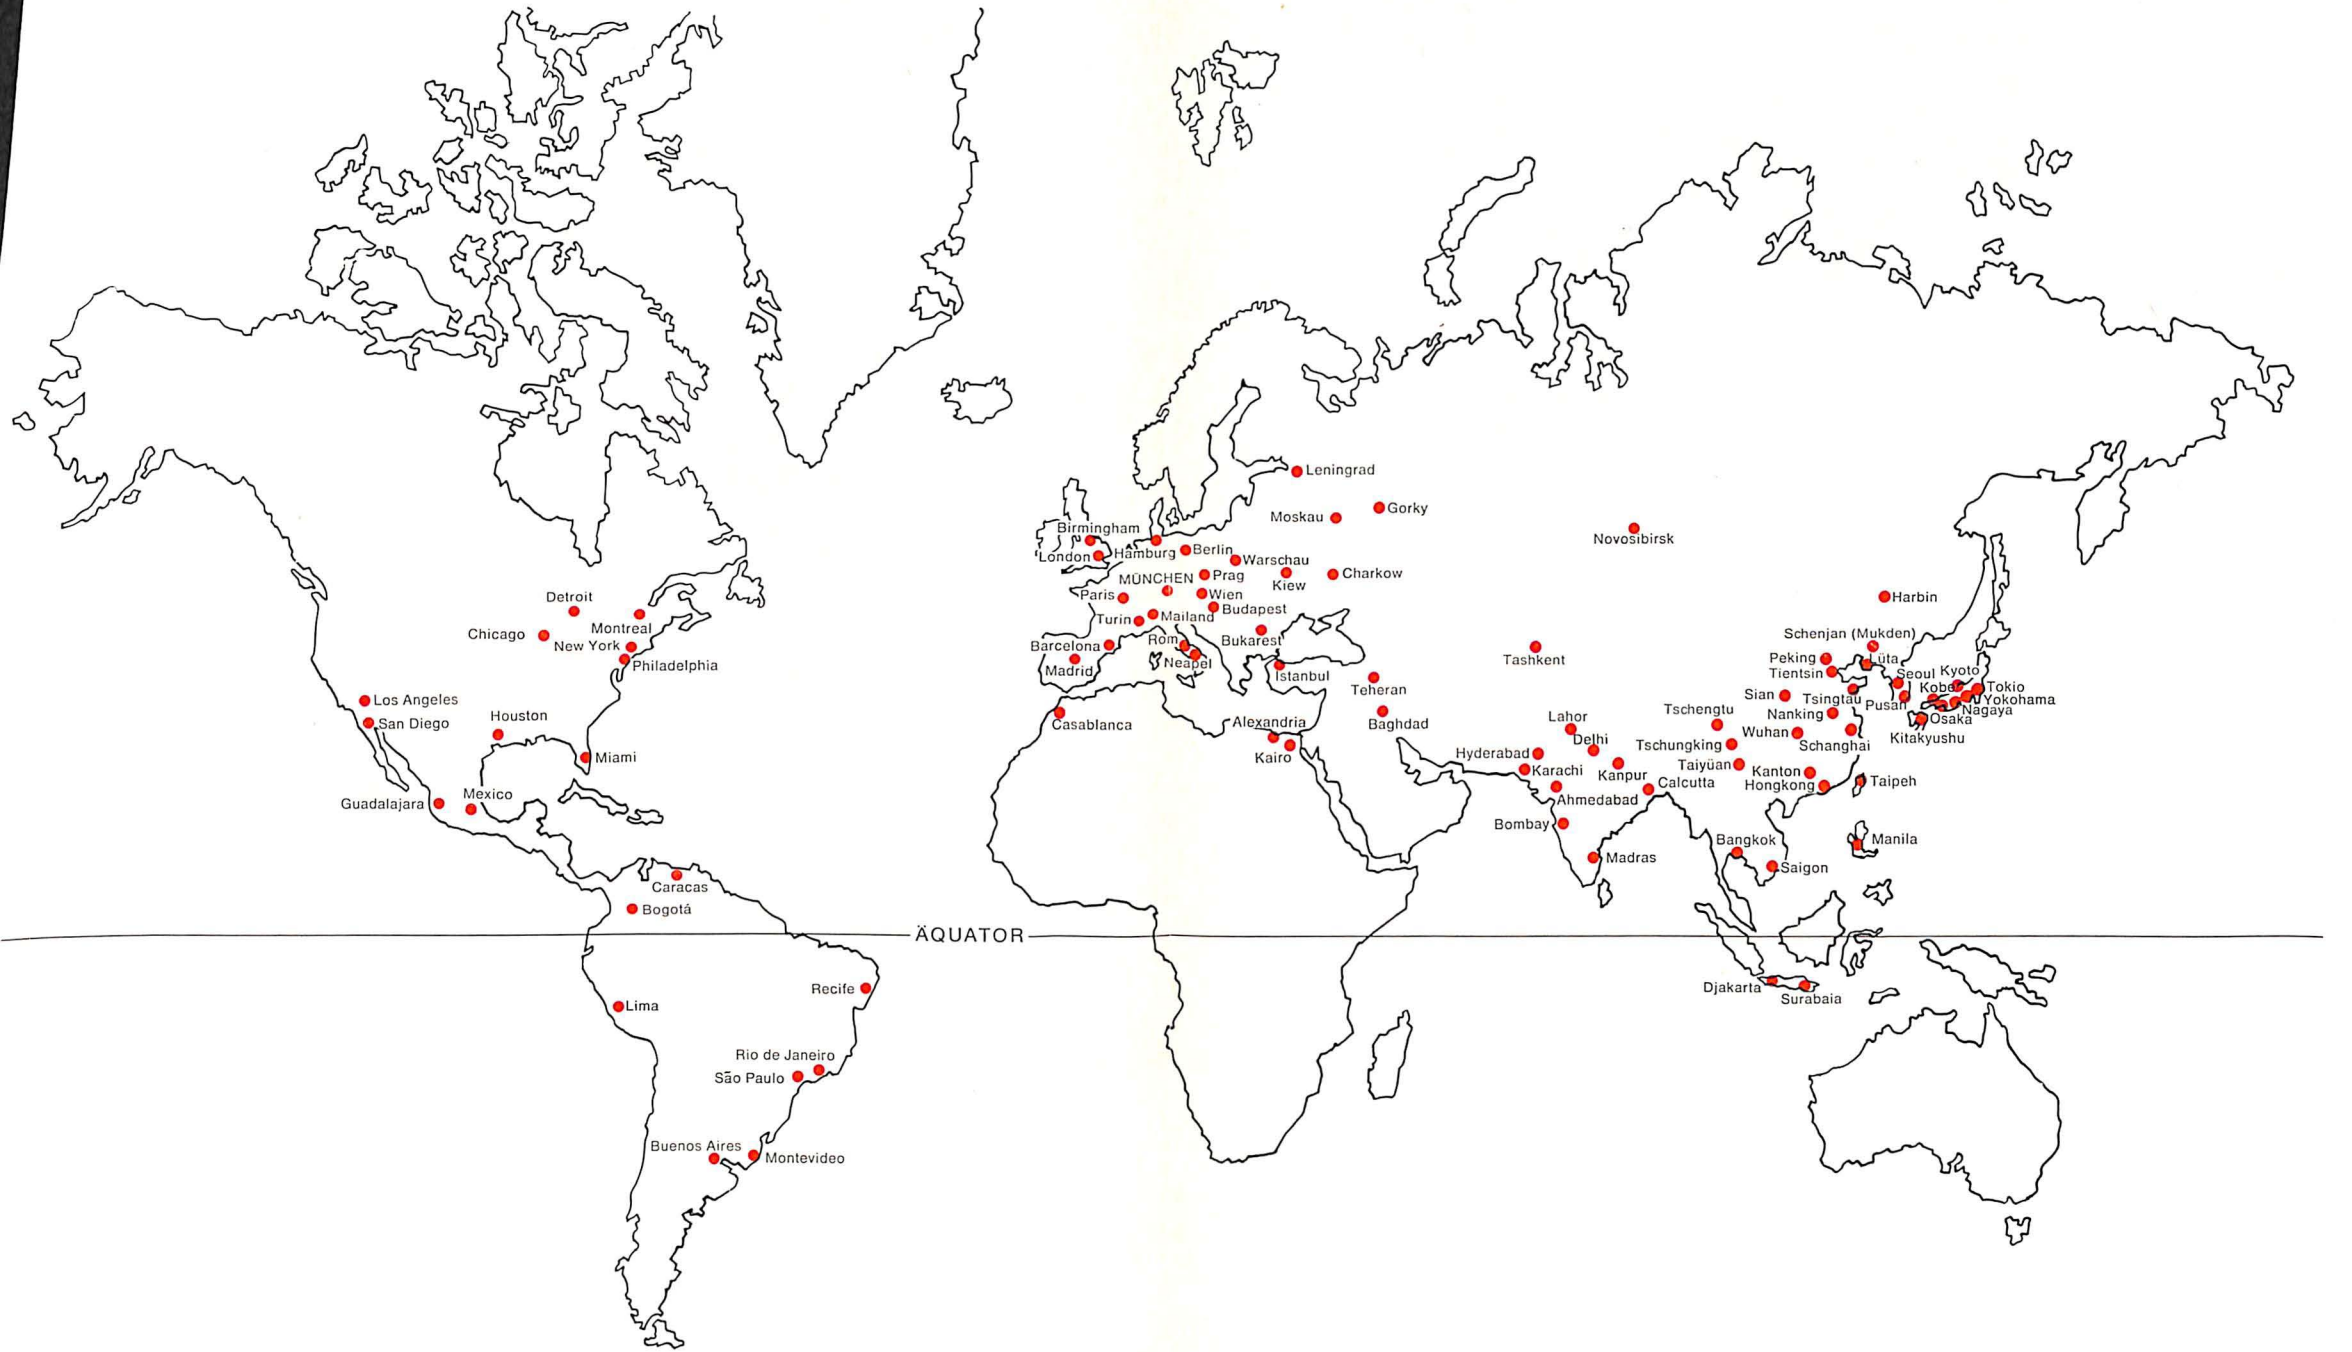 Leningrad
Gorky
Moskau
Birmingham
Novosibirsk
London
Hamburg
Berlin
Warschau
MÜNCHEN
Prag
Kiew
Charkow
Paris
Wien
Budapest
Turin
Mailand
Bukarest
Barcelona
Rom
Madrid
Neapel
Istanbul
Casablanca
Alexandria
Kairo
Teheran
Baghdad
Tashkent
Detroit
Chicago
Montreal
New York
Philadelphia
Los Angeles
San Diego
Houston
Miami
Guadalajara
Mexico
Caracas
Bogotá
Harbin
Schenjan (Mukden)
Peking
Lüta
Tientsin
Seoul
Kyoto
Sian
Tsingtau
Pusan
Kobe
Tokio
Yokohama
Nagaya
Osaka
Kitakyushu
Tschengtu
Nanking
Wuhan
Schanghai
Tschungking
Taiyüan
Kanton
Hongkong
Taipeh
Lahor
Delhi
Hyderabad
Karachi
Kanpur
Calcutta
Ahmedabad
Bombay
Madras
Bangkok
Saigon
Manila
ÄQUATOR
Recife
Lima
Rio de Janeiro
São Paulo
Buenos Aires
Montevideo
Djakarta
Surabaia